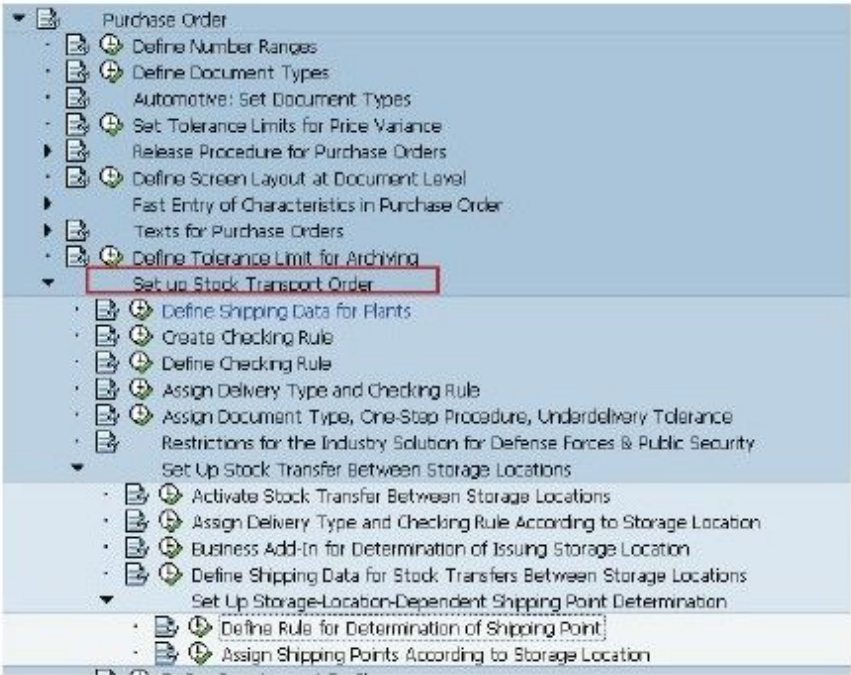 Purchase Order
Define Number Ranges
Define Document Types
Automotive: Set Document Types
Set Tolerance Limits for Price Variance
Release Procedure for Purchase Orders
Define Screen Layout at Document Level
Fast Entry of Characteristics in Purchase Order
Texts for Purchase Orders
Define Tolerance Limit for Archiving
Set up Stock Transport Order
Define Shipping Data for Plants
Create Checking Rule
Define Checking Rule
Assign Delivery Type and Checking Rule
Assign Document Type, One-Step Procedure, Underdelivery Tolerance
Restrictions for the Industry Solution for Defense Forces & Public Security
Set Up Stock Transfer Between Storage Locations
Activate Stock Transfer Between Storage Locations
Assign Delivery Type and Checking Rule According to Storage Location
Business Add-In for Determination of Issuing Storage Location
Define Shipping Data for Stock Transfers Between Storage Locations
Set Up Storage-Location-Dependent Shipping Point Determination
Define Rule for Determination of Shipping Point
Assign Shipping Points According to Storage Location